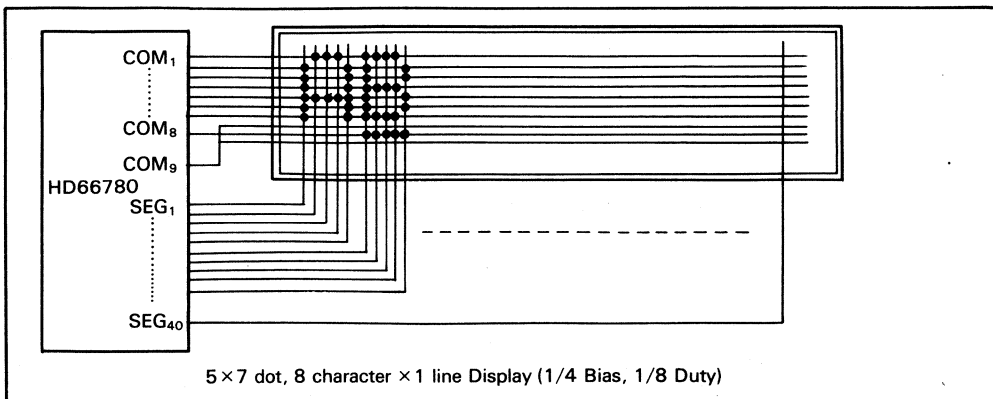 COM₁
COM₈
COM₉
HD66780
SEG₁
SEG₄₀
5×7 dot, 8 character ×1 line Display (1/4 Bias, 1/8 Duty)